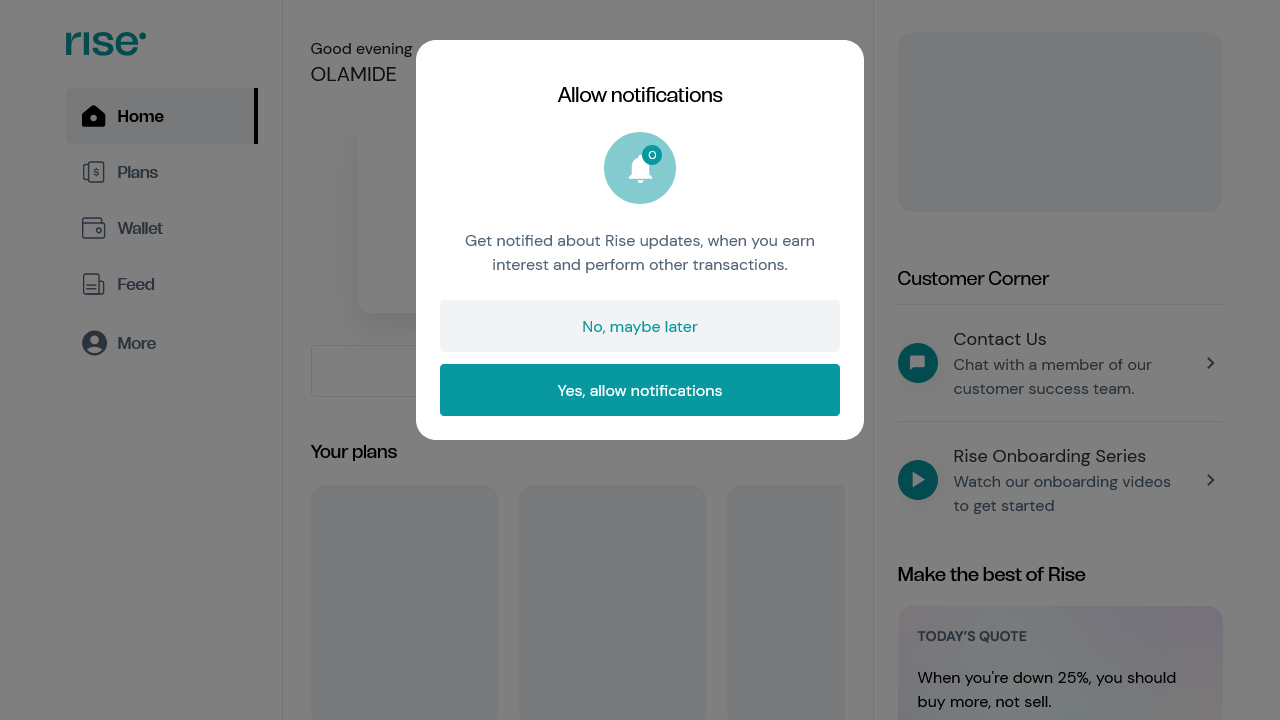 rise
Home
Plans
Wallet
Feed
More
Good evening
OLAMIDE
Your plans
Allow notifications
0
Get notified about Rise updates, when you earn
interest and perform other transactions.
No, maybe later
Yes, allow notifications
Customer Corner
Contact Us
Chat with a member of our
customer success team.
Rise Onboarding Series
Watch our onboarding videos
to get started
Make the best of Rise
TODAY'S QUOTE
When you're down 25%, you should
buy more, not sell.